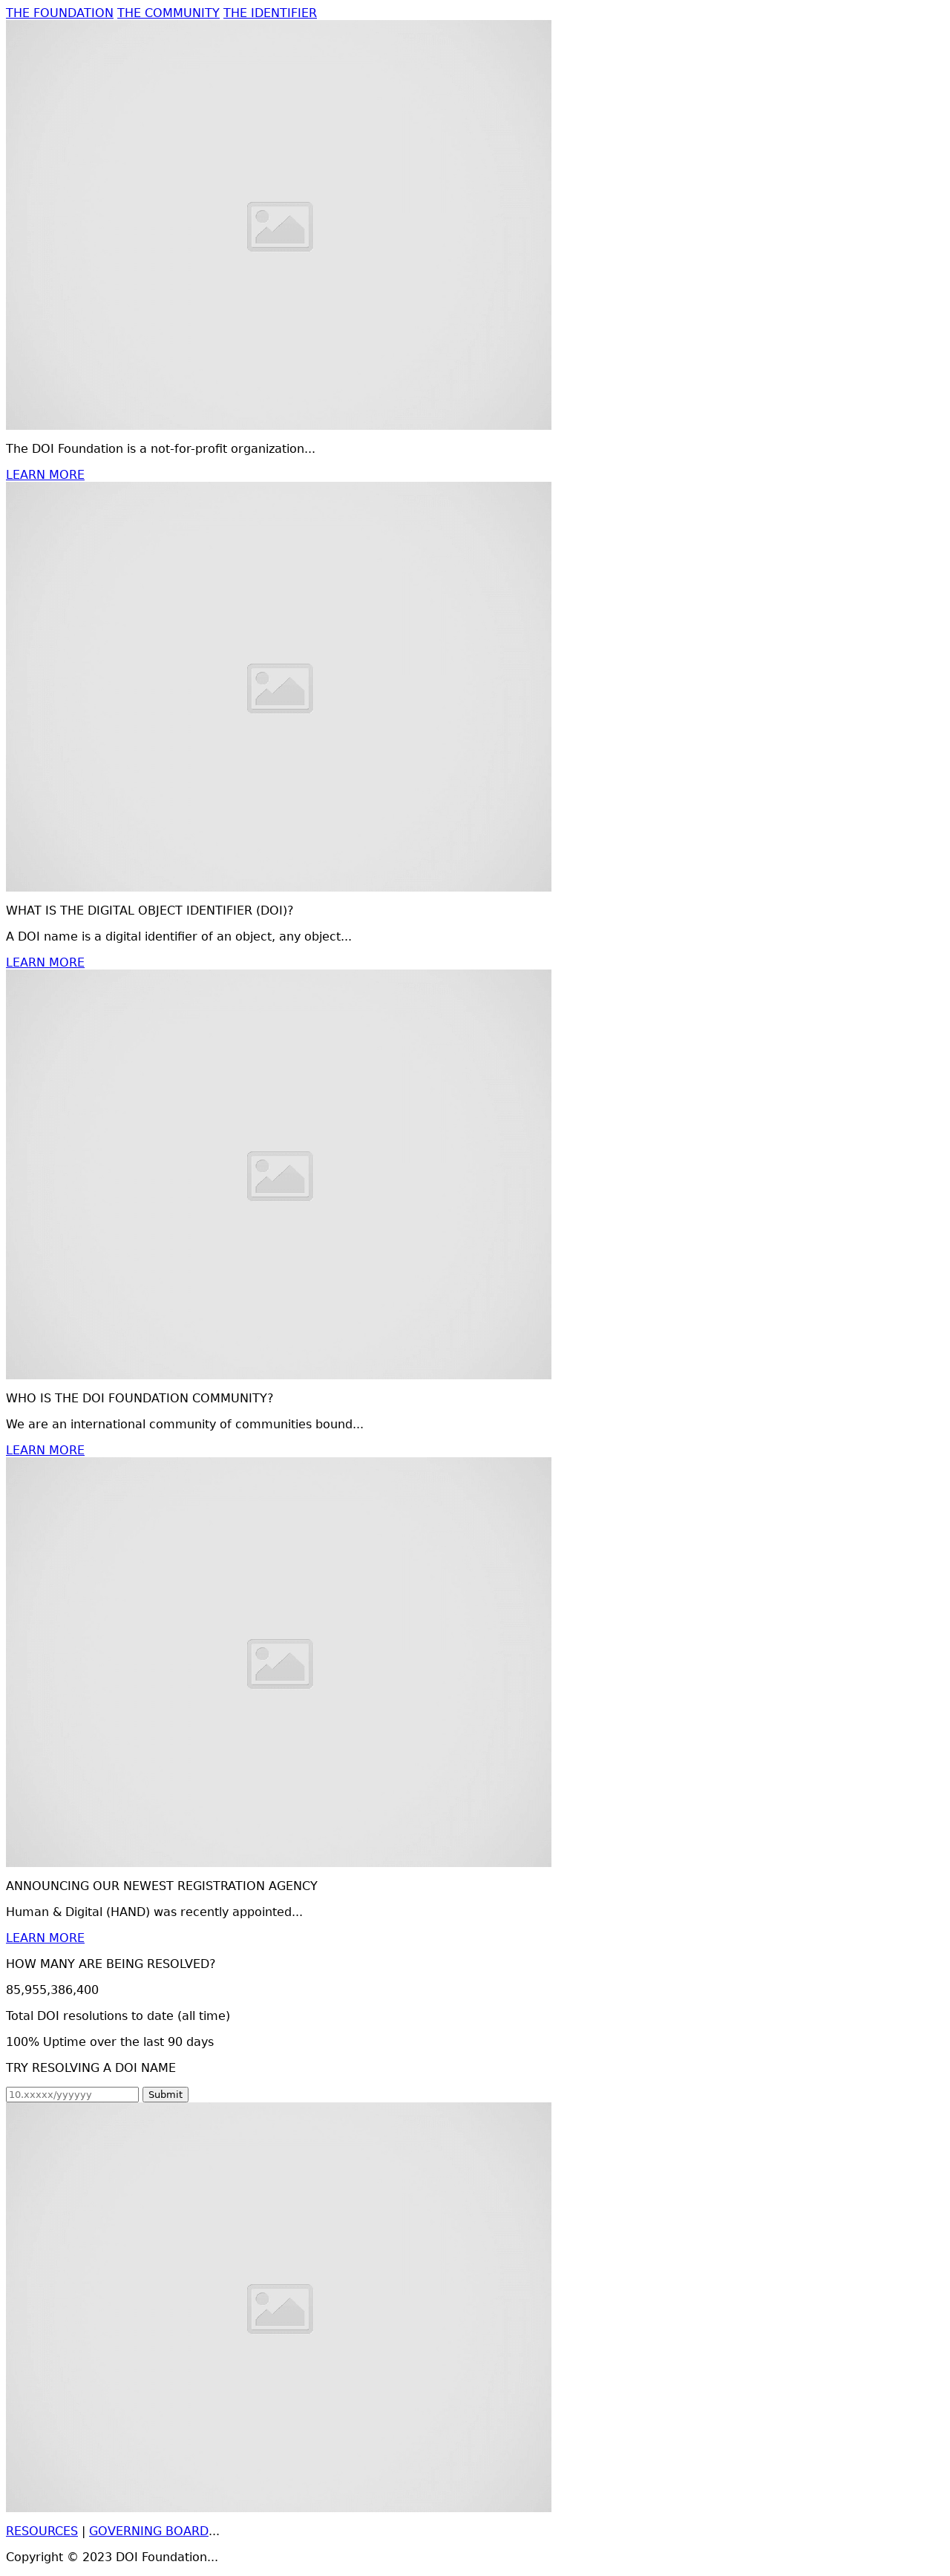 THE FOUNDATION THE COMMUNITY THE IDENTIFIER
The DOI Foundation is a not-for-profit organization...
LEARN MORE
WHAT IS THE DIGITAL OBJECT IDENTIFIER (DOI)?
A DOI name is a digital identifier of an object, any object...
LEARN MORE
WHO IS THE DOI FOUNDATION COMMUNITY?
We are an international community of communities bound...
LEARN MORE
ANNOUNCING OUR NEWEST REGISTRATION AGENCY
Human & Digital (HAND) was recently appointed...
LEARN MORE
HOW MANY ARE BEING RESOLVED?
85,955,386,400
Total DOI resolutions to date (all time)
100% Uptime over the last 90 days
TRY RESOLVING A DOI NAME
10.xxxxx/yyyyyy Submit
RESOURCES | GOVERNING BOARD...
Copyright © 2023 DOI Foundation...